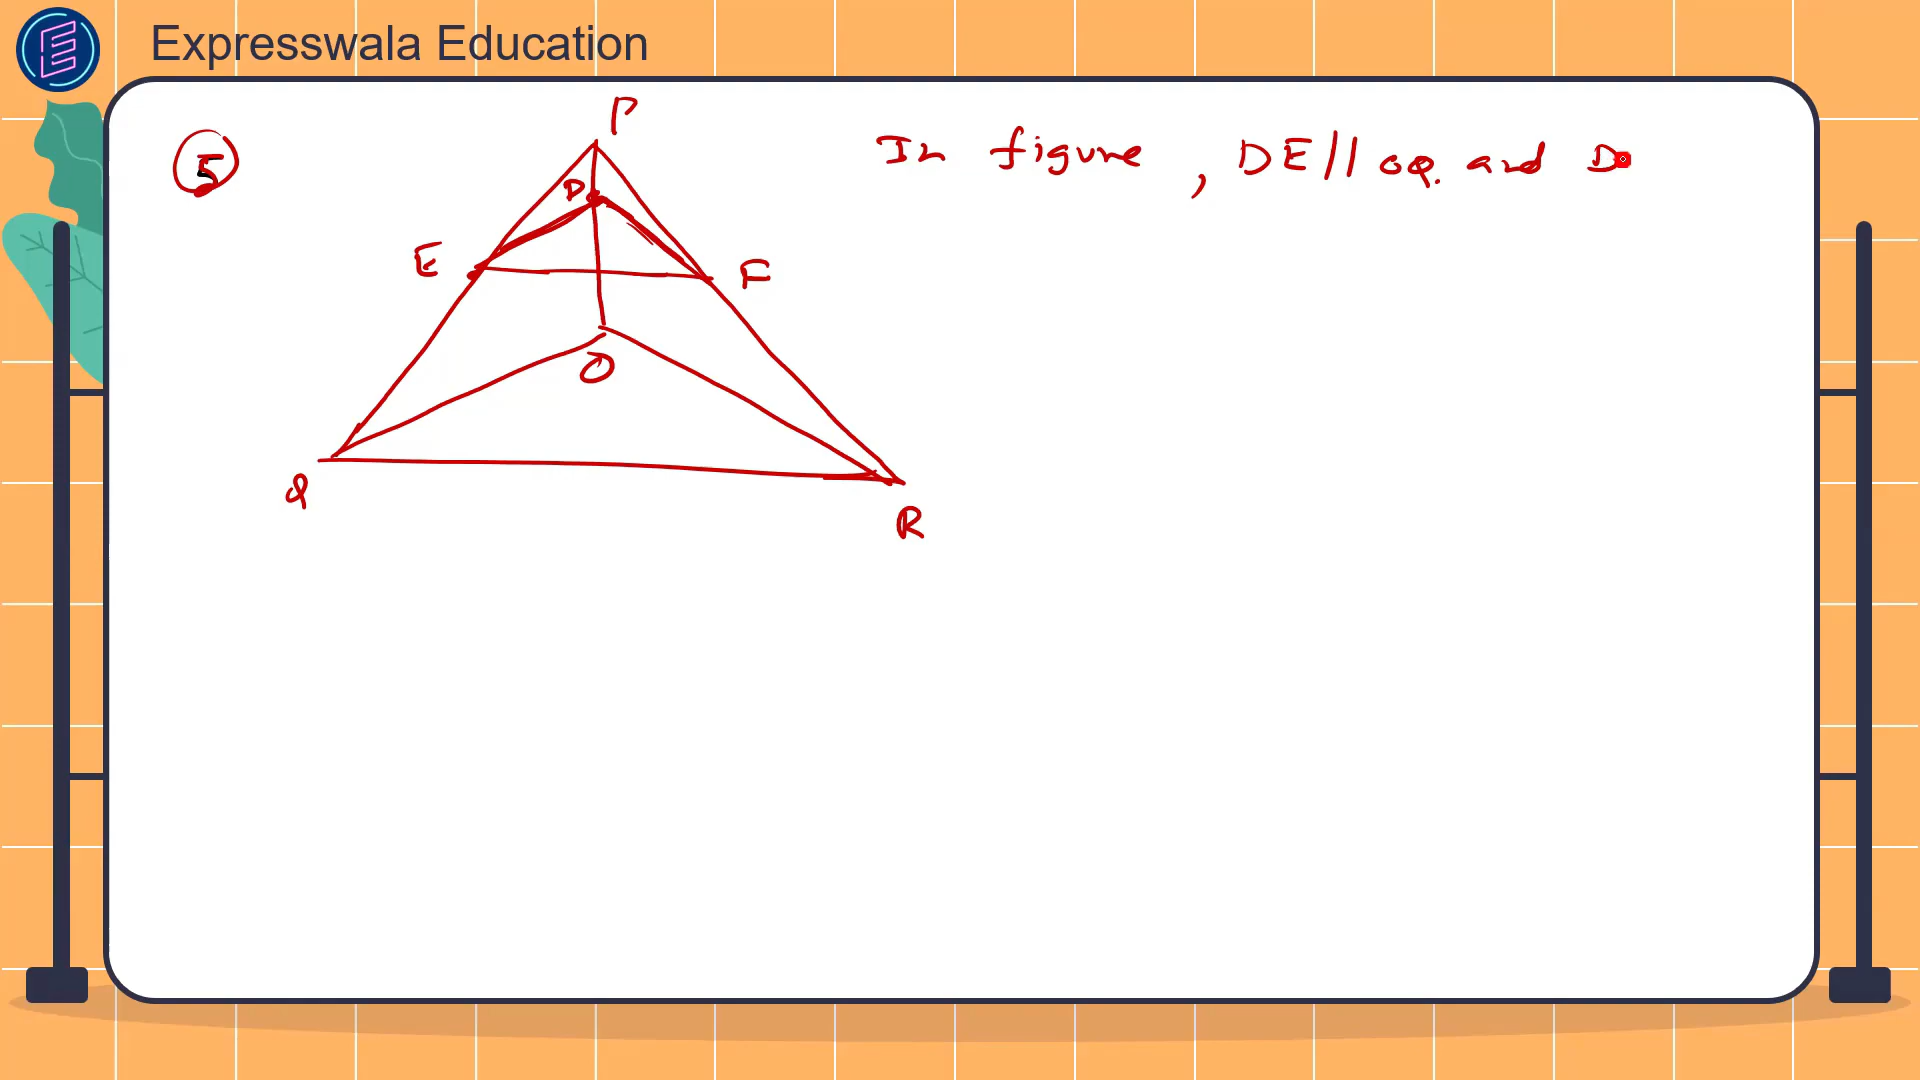 Expresswala Education
5
P
In figure , DE || OQ. and D
D
E
F
O
Q
R